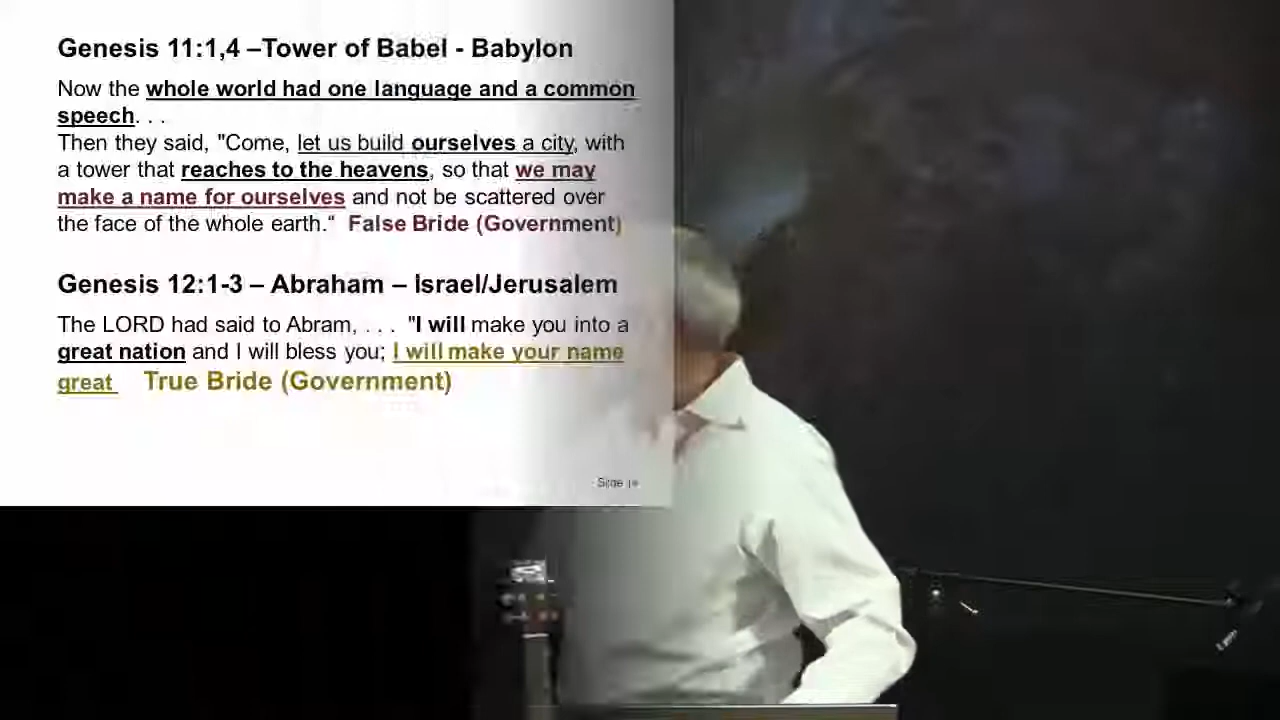 Genesis 11:1,4 –Tower of Babel - Babylon
Now the whole world had one language and a common
speech. . .
Then they said, "Come, let us build ourselves a city, with
a tower that reaches to the heavens, so that we may
make a name for ourselves and not be scattered over
the face of the whole earth." False Bride (Government)
Genesis 12:1-3 – Abraham – Israel/Jerusalem
The LORD had said to Abram, . . . "I will make you into a
great nation and I will bless you; I will make your name
great True Bride (Government)
Slide